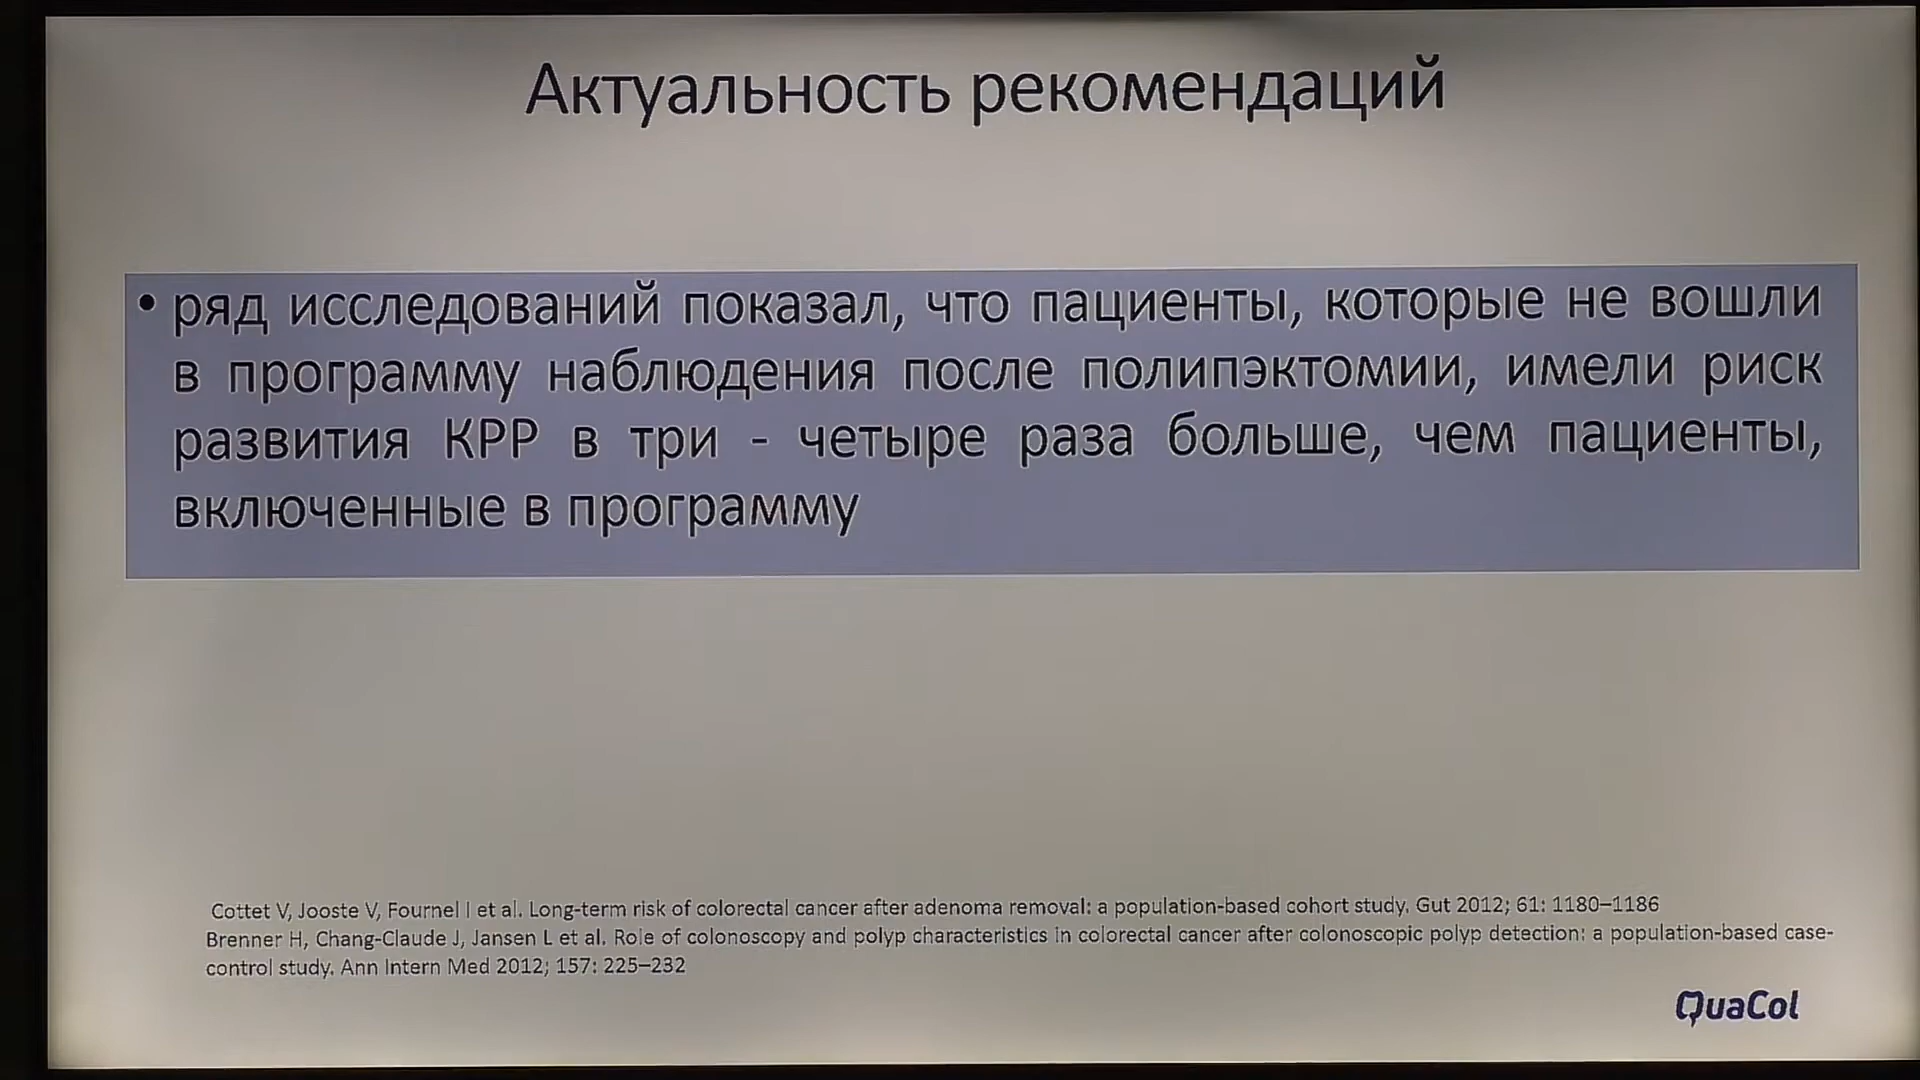 Актуальность рекомендаций
• ряд исследований показал, что пациенты, которые не вошли
в программу наблюдения после полипэктомии, имели риск
развития КРР в три - четыре раза больше, чем пациенты,
включенные в программу
Cottet V, Jooste V, Fournel I et al. Long-term risk of colorectal cancer after adenoma removal: a population-based cohort study. Gut 2012; 61: 1180–1186
Brenner H, Chang-Claude J, Jansen L et al. Role of colonoscopy and polyp characteristics in colorectal cancer after colonoscopic polyp detection: a population-based case-
control study. Ann Intern Med 2012; 157: 225–232
QuaCol